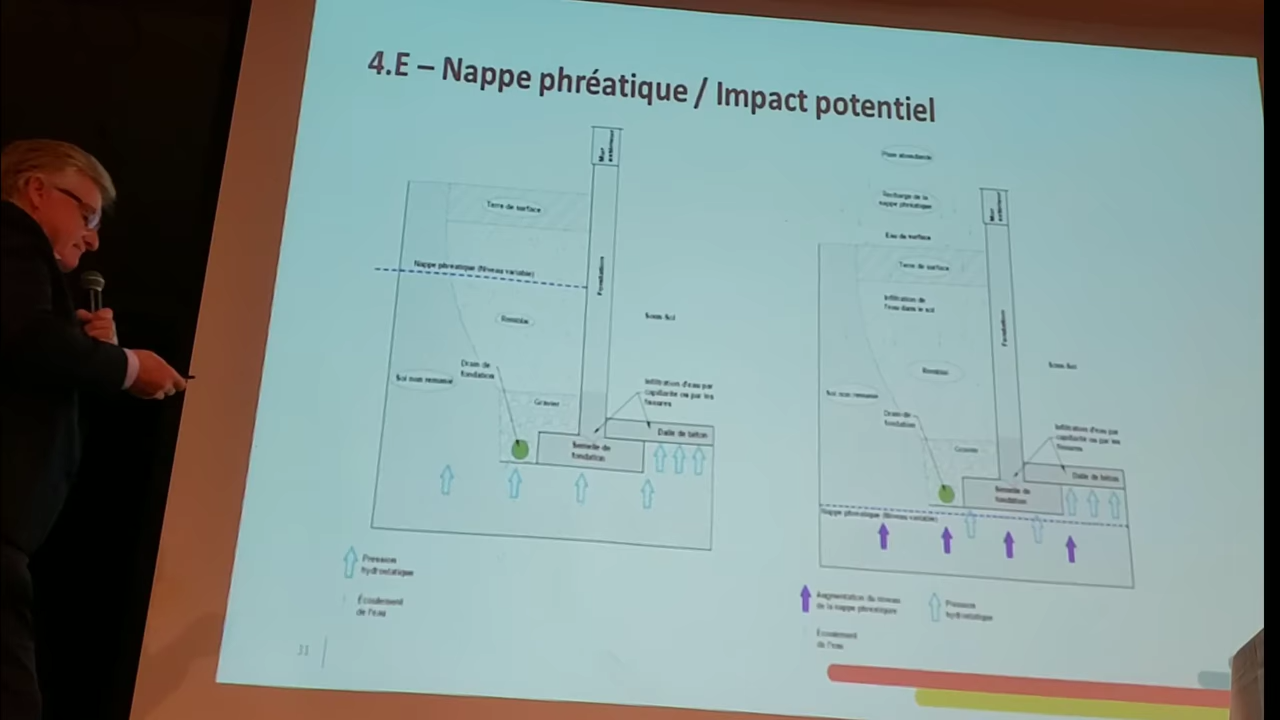 4.E – Nappe phréatique / Impact potentiel
Mur
extérieur
Terre de surface
Nappe phréatique (Niveau variable)
Fondation
Remblai
Sous-Sol
Drain de
fondation
Sol non remanié
Infiltration d'eau par
capillarité ou par les
fissures
Gravier
Dalle de béton
Semelle de
fondation
Pression
hydrostatique
Écoulement
de l'eau
31
Pluie abondante
Recharge de la
nappe phréatique
Mur
extérieur
Eau de surface
Terre de surface
Infiltration de
l'eau dans le sol
Fondation
Remblai
Sous-Sol
Sol non remanié
Drain de
fondation
Infiltration d'eau par
capillarité ou par les
fissures
Gravier
Dalle de béton
Semelle de
fondation
Nappe phréatique (Niveau variable)
Augmentation du niveau
de la nappe phréatique
Pression
hydrostatique
Écoulement
de l'eau